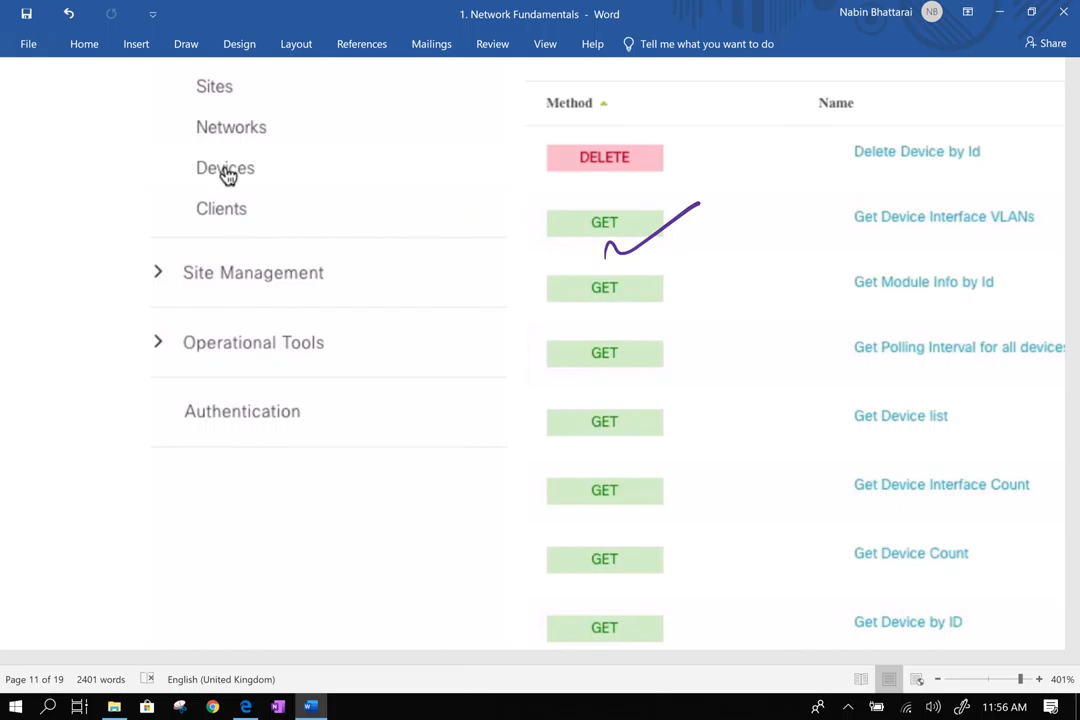 1. Network Fundamentals - Word
Nabin Bhattarai NB
File Home Insert Draw Design Layout References Mailings Review View Help Tell me what you want to do Share
Sites
Networks
Devices
Clients
Site Management
Operational Tools
Authentication
Method Name
DELETE Delete Device by Id
GET Get Device Interface VLANs
GET Get Module Info by Id
GET Get Polling Interval for all devices
GET Get Device list
GET Get Device Interface Count
GET Get Device Count
GET Get Device by ID
Page 11 of 19 2401 words English (United Kingdom) 401%
11:56 AM